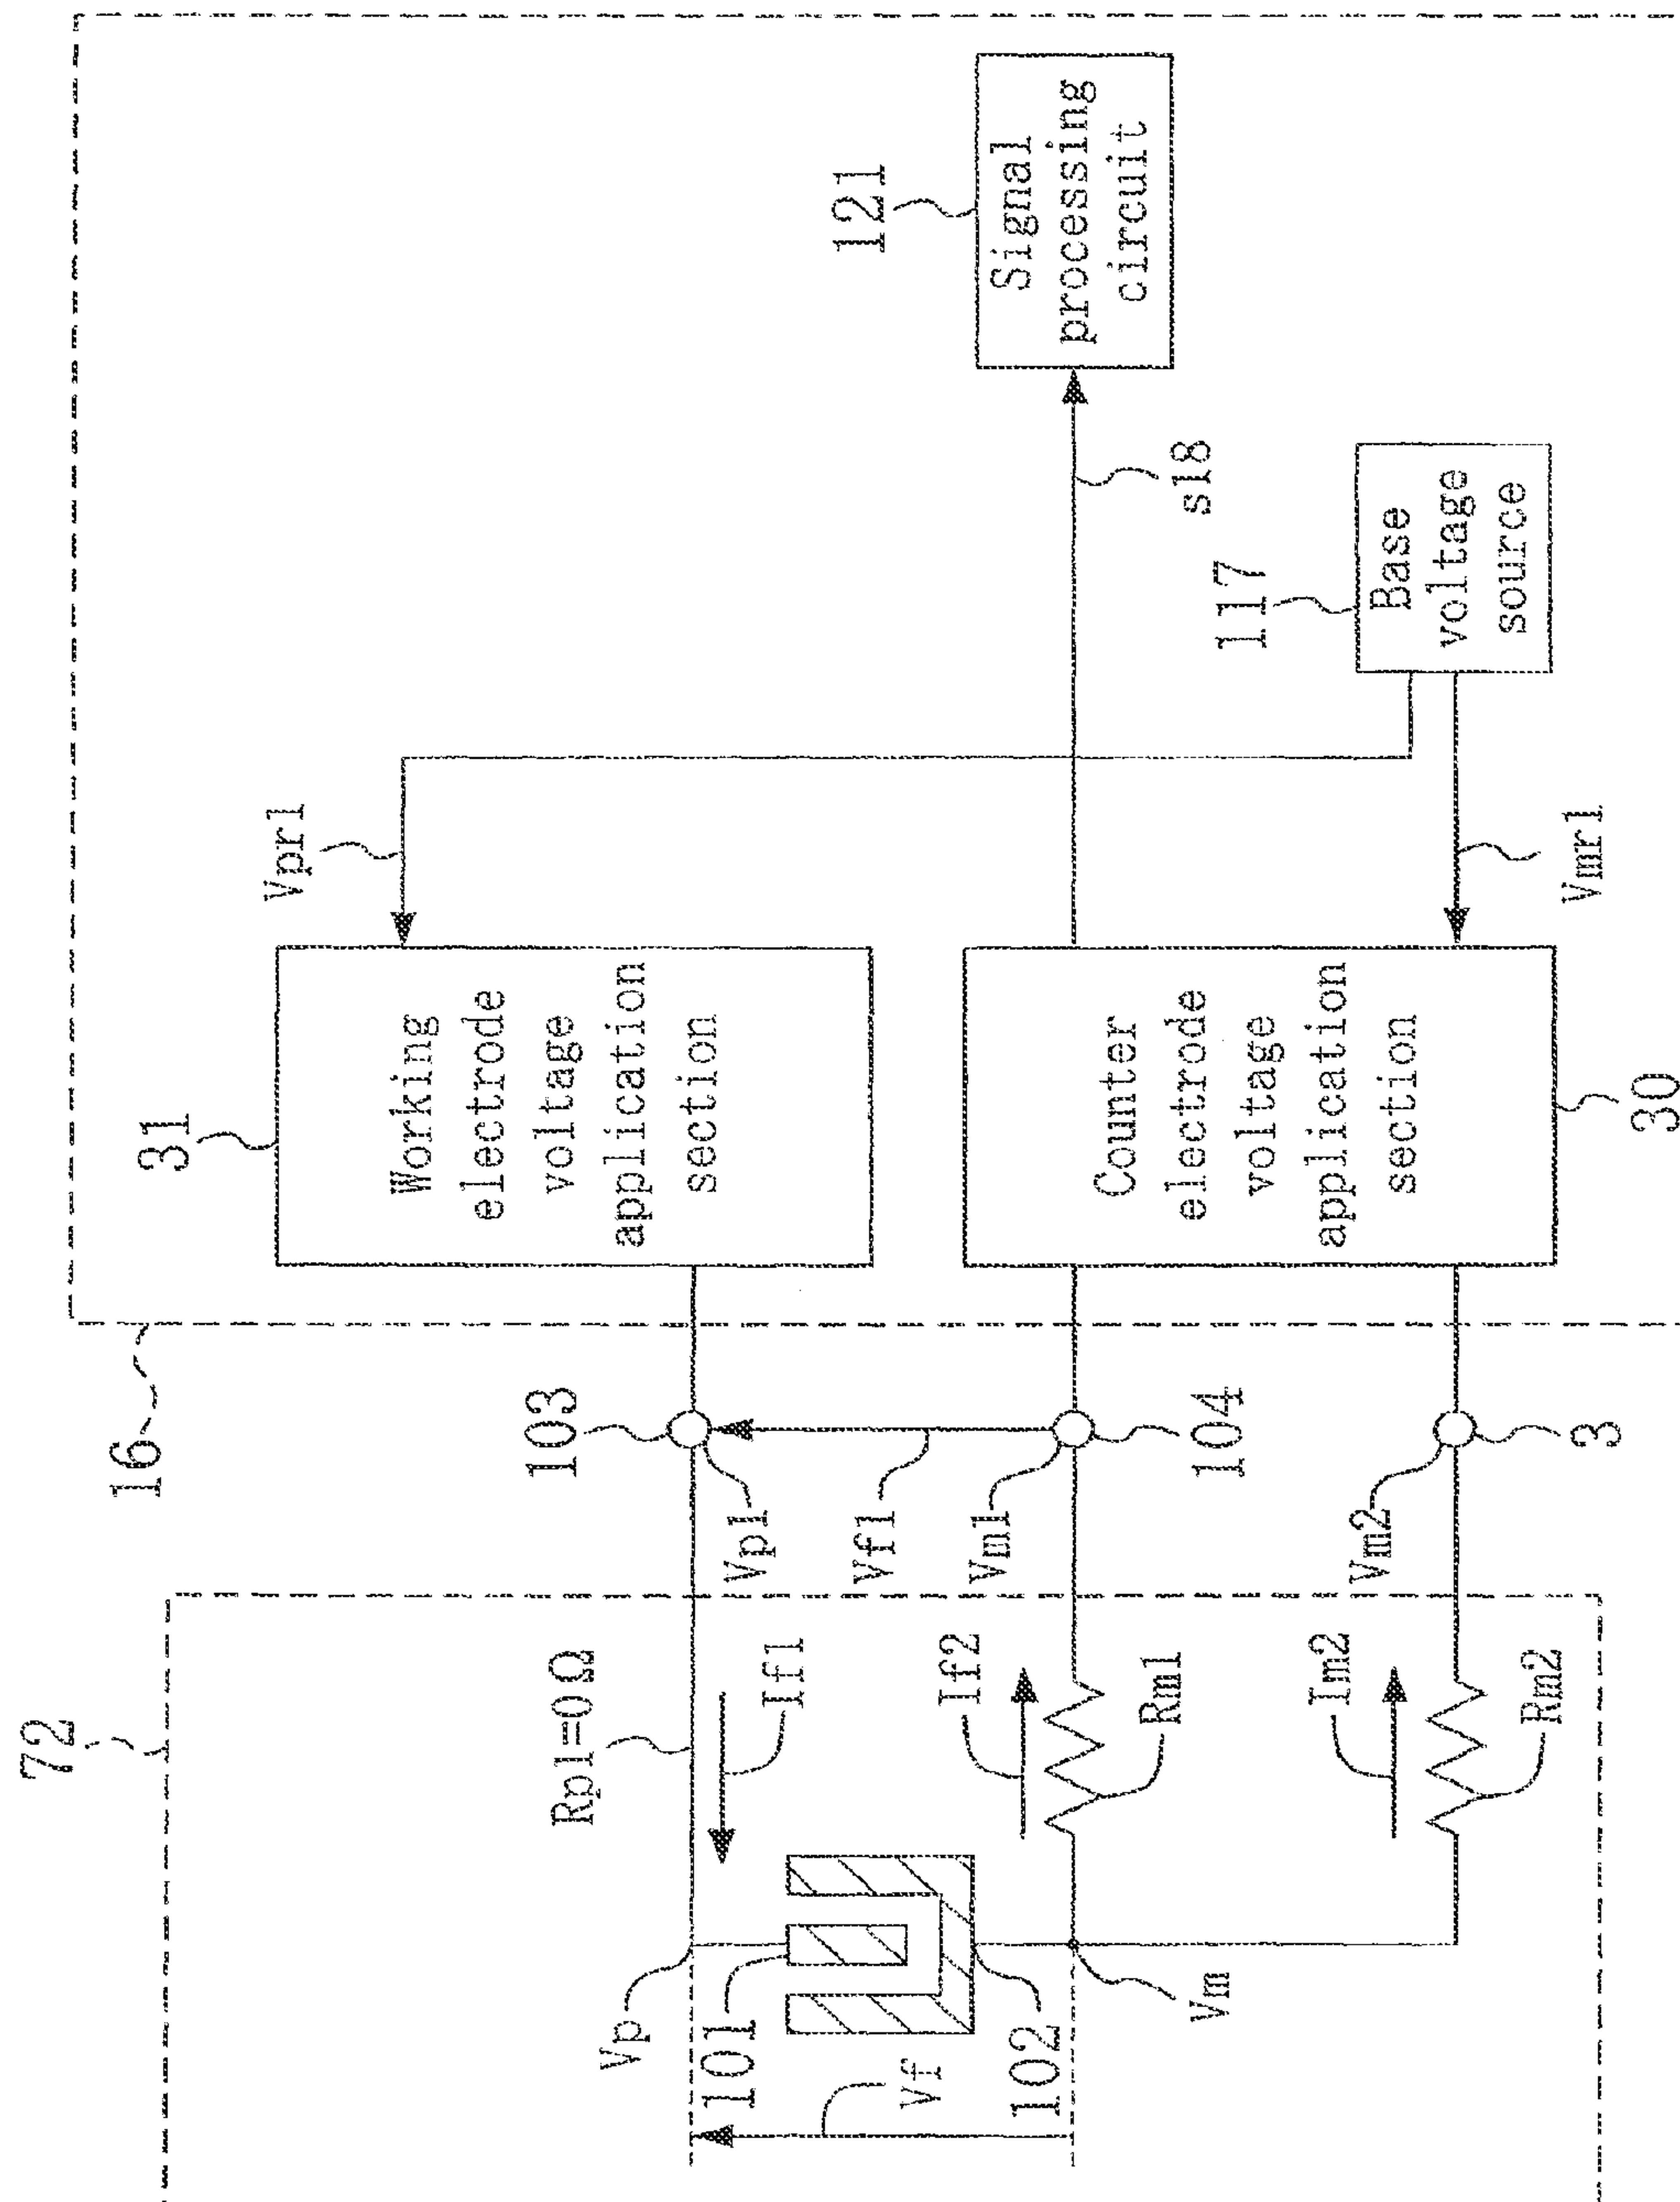 72
16
Rp1=0Ω
Vp
101
Vf
102
Vm
If1
If2
Rm1
Im2
Rm2
103
Vp1
Vf1
Vm1
104
Vm2
3
31
Working
electrode
voltage
application
section
Counter
electrode
voltage
application
section
30
Vpr1
Vmr1
s18
117
Base
voltage
source
121
Signal
processing
circuit